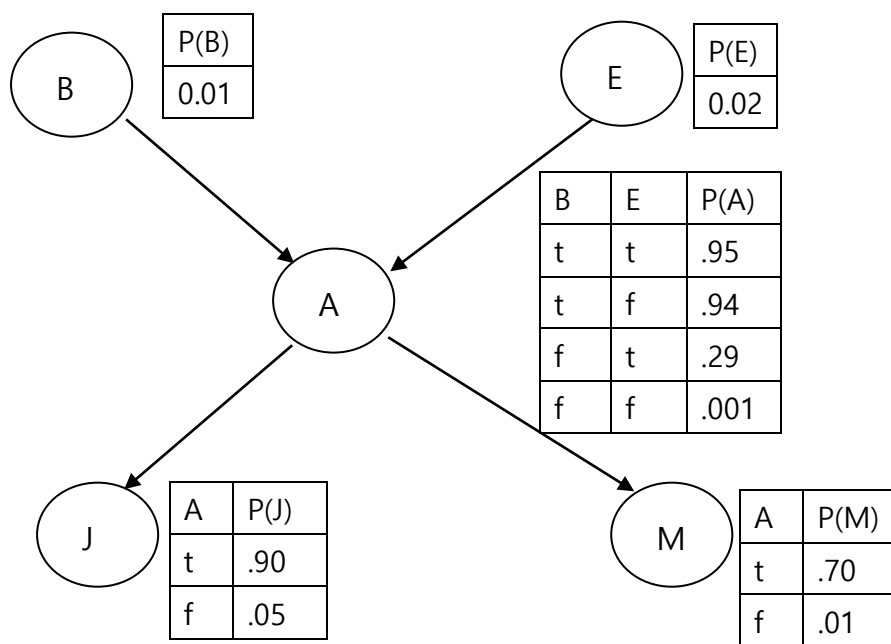 B
P(B)
0.01
E
P(E)
0.02
B E P(A)
t t .95
t f .94
f t .29
f f .001
A
J
A P(J)
t .90
f .05
M
A P(M)
t .70
f .01